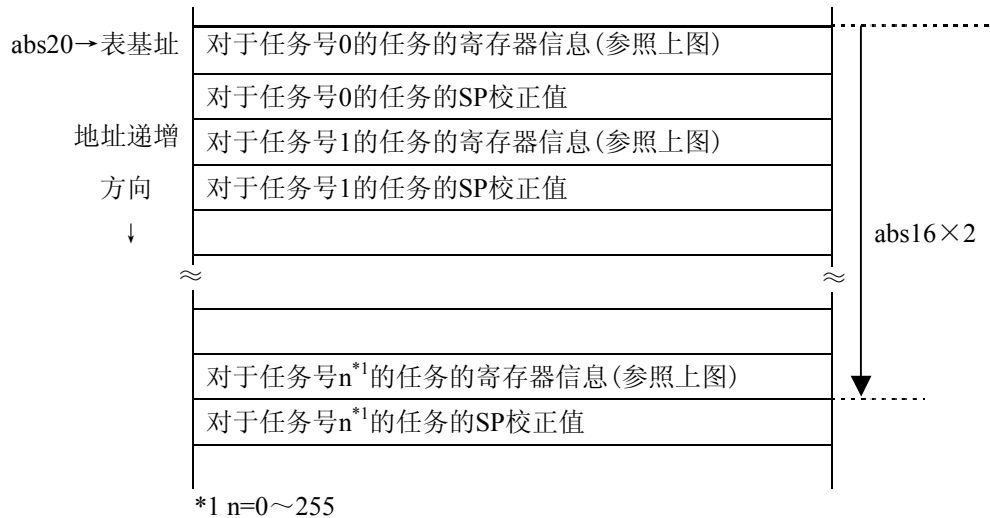 abs20→表基址
对于任务号0的任务的寄存器信息(参照上图)
对于任务号0的任务的SP校正值
地址递增
方向
↓
对于任务号1的任务的寄存器信息(参照上图)
对于任务号1的任务的SP校正值
abs16×2
≈
≈
对于任务号n*1的任务的寄存器信息(参照上图)
对于任务号n*1的任务的SP校正值
*1 n=0～255